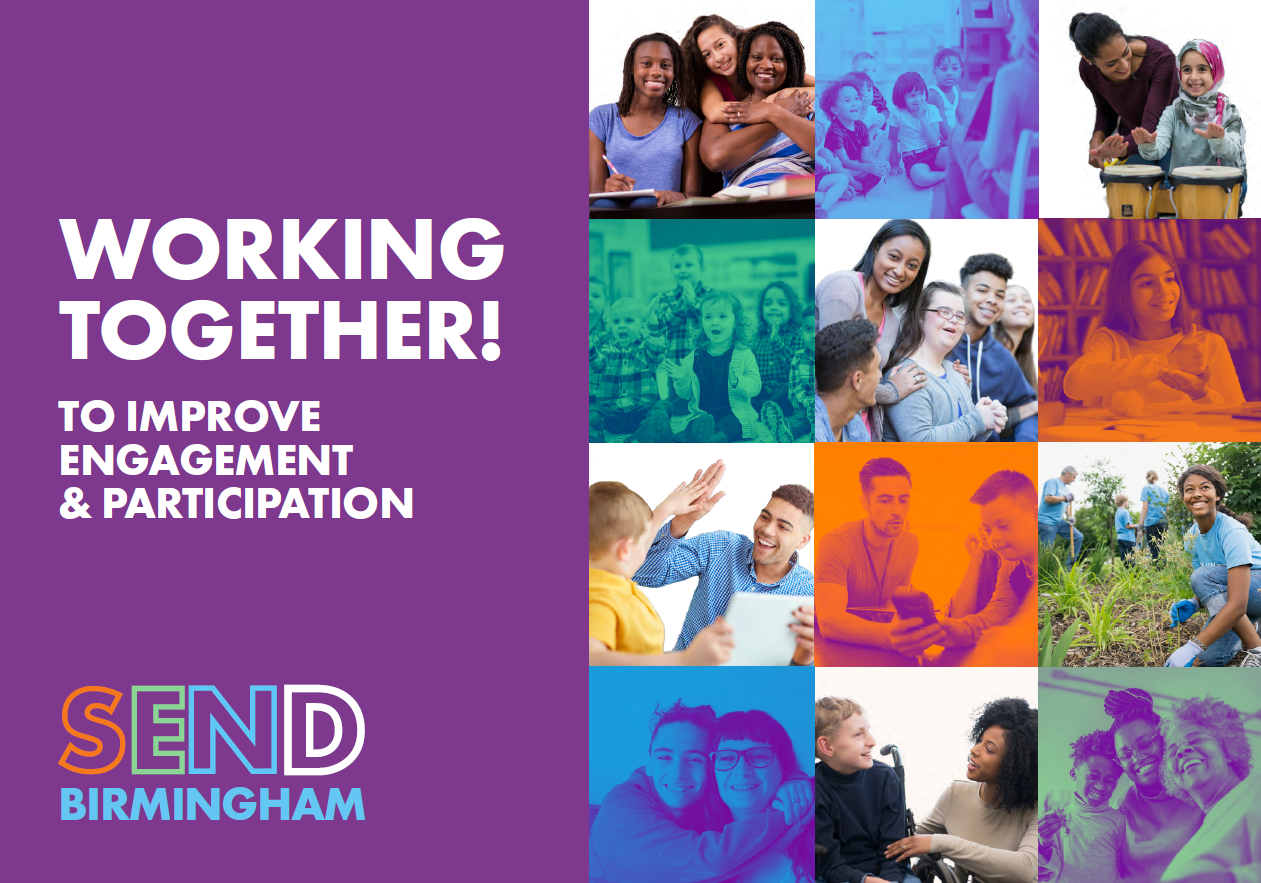 WORKING
TOGETHER!
TO IMPROVE
ENGAGEMENT
& PARTICIPATION
SEND
BIRMINGHAM